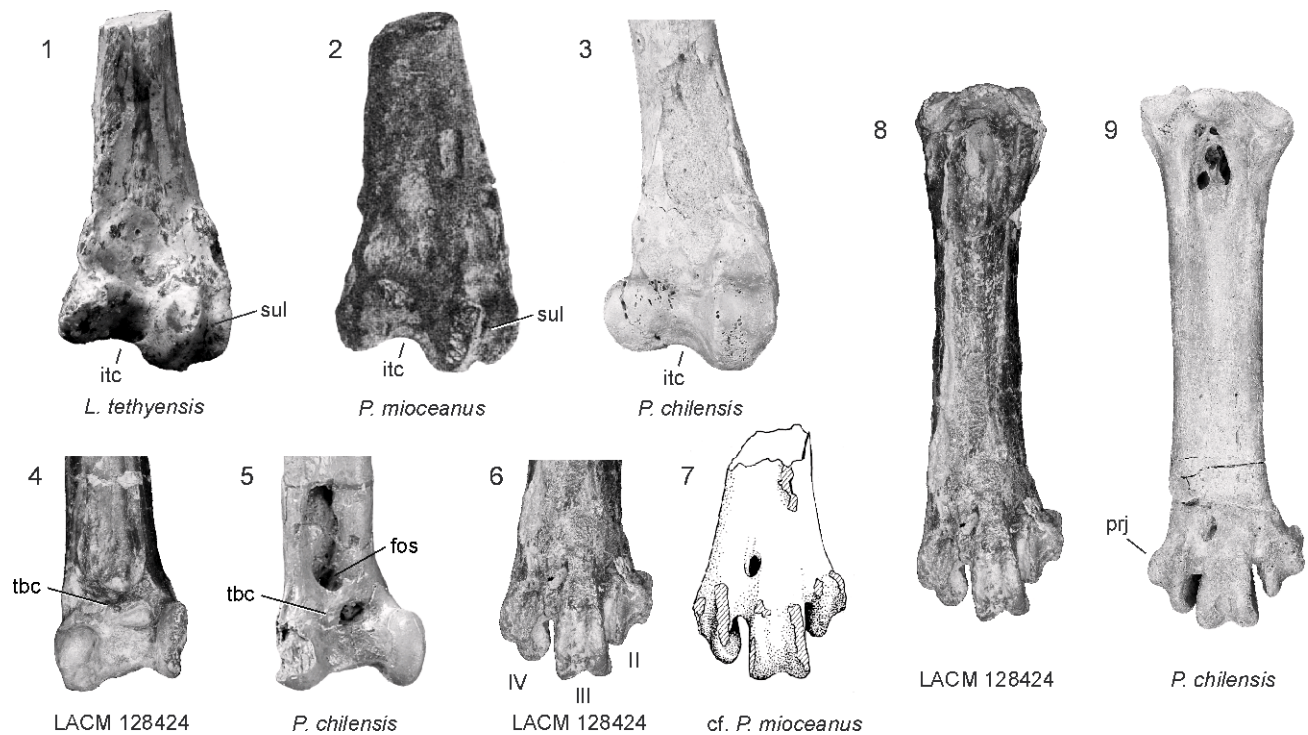 1
2
3
sul
itc
L. tethyensis
sul
itc
P. mioceanus
itc
P. chilensis
8
9
prj
4
5
6
7
tbc
fos
tbc
IV
III
II
LACM 128424
P. chilensis
LACM 128424
cf. P. mioceanus
LACM 128424
P. chilensis